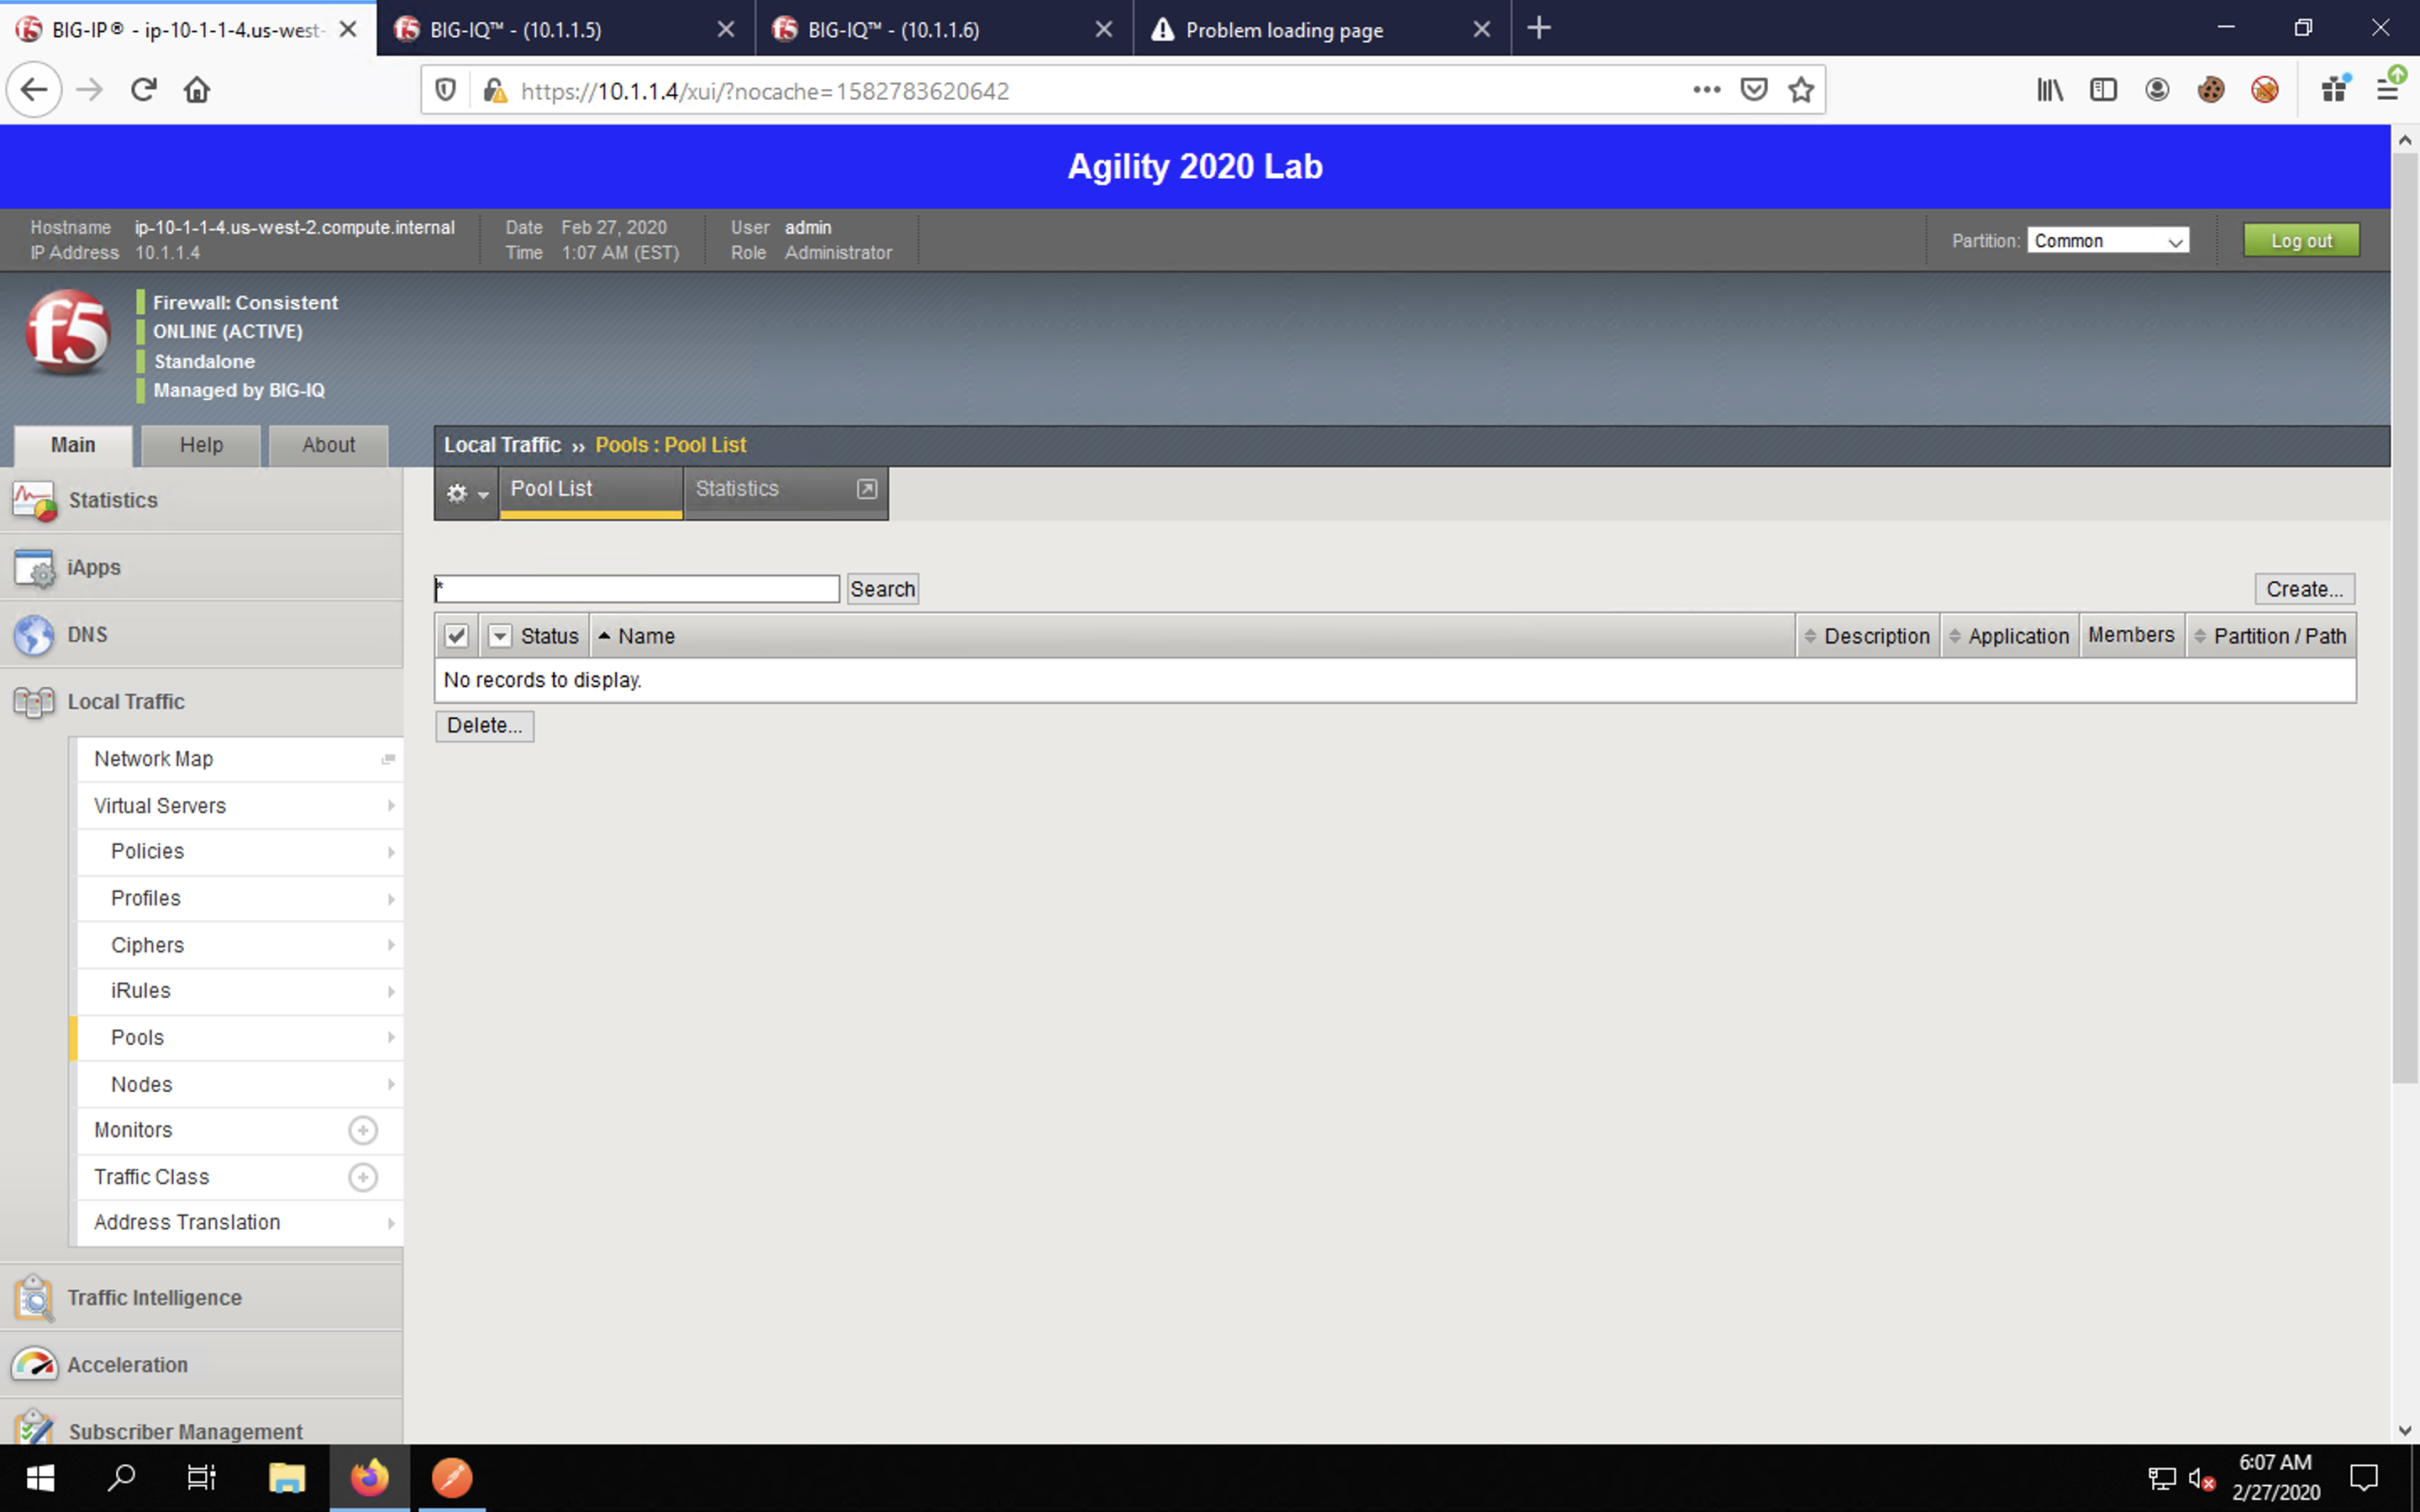 BIG-IP® - ip-10-1-1-4.us-west-
BIG-IQ™ - (10.1.1.5)
BIG-IQ™ - (10.1.1.6)
Problem loading page
https://10.1.1.4/xui/?nocache=1582783620642
Agility 2020 Lab
Hostname ip-10-1-1-4.us-west-2.compute.internal
IP Address 10.1.1.4
Date Feb 27, 2020
Time 1:07 AM (EST)
User admin
Role Administrator
Partition: Common
Log out
f5
Firewall: Consistent
ONLINE (ACTIVE)
Standalone
Managed by BIG-IQ
Main Help About
Local Traffic ›› Pools : Pool List
Pool List Statistics
Statistics
iApps
DNS
Local Traffic
Network Map
Virtual Servers
Policies
Profiles
Ciphers
iRules
Pools
Nodes
Monitors
Traffic Class
Address Translation
Traffic Intelligence
Acceleration
Subscriber Management
* Search Create...
Status Name Description Application Members Partition / Path
No records to display.
Delete...
6:07 AM
2/27/2020